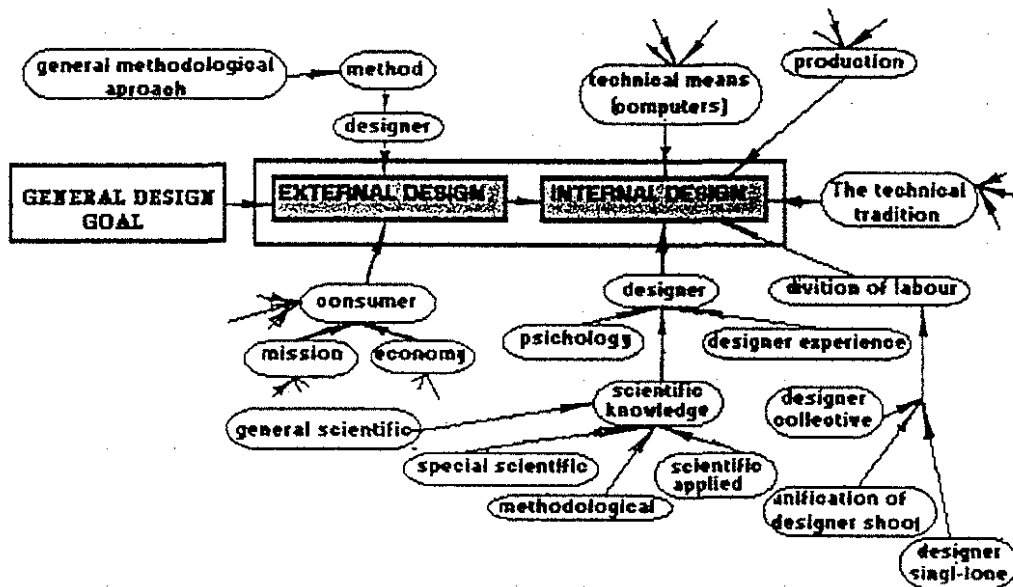 general methodological
aproach
method
designer
technical means
(computers)
production
GENERAL DESIGN
GOAL
EXTERNAL DESIGN
INTERNAL DESIGN
The technical
tradition
consumer
mission
economy
designer
psichology
designer experience
divition of labour
scientific
knowledge
general scientific
special scientific
methodological
scientific
applied
designer
collective
unification of
designer shool
designer
singl-lone